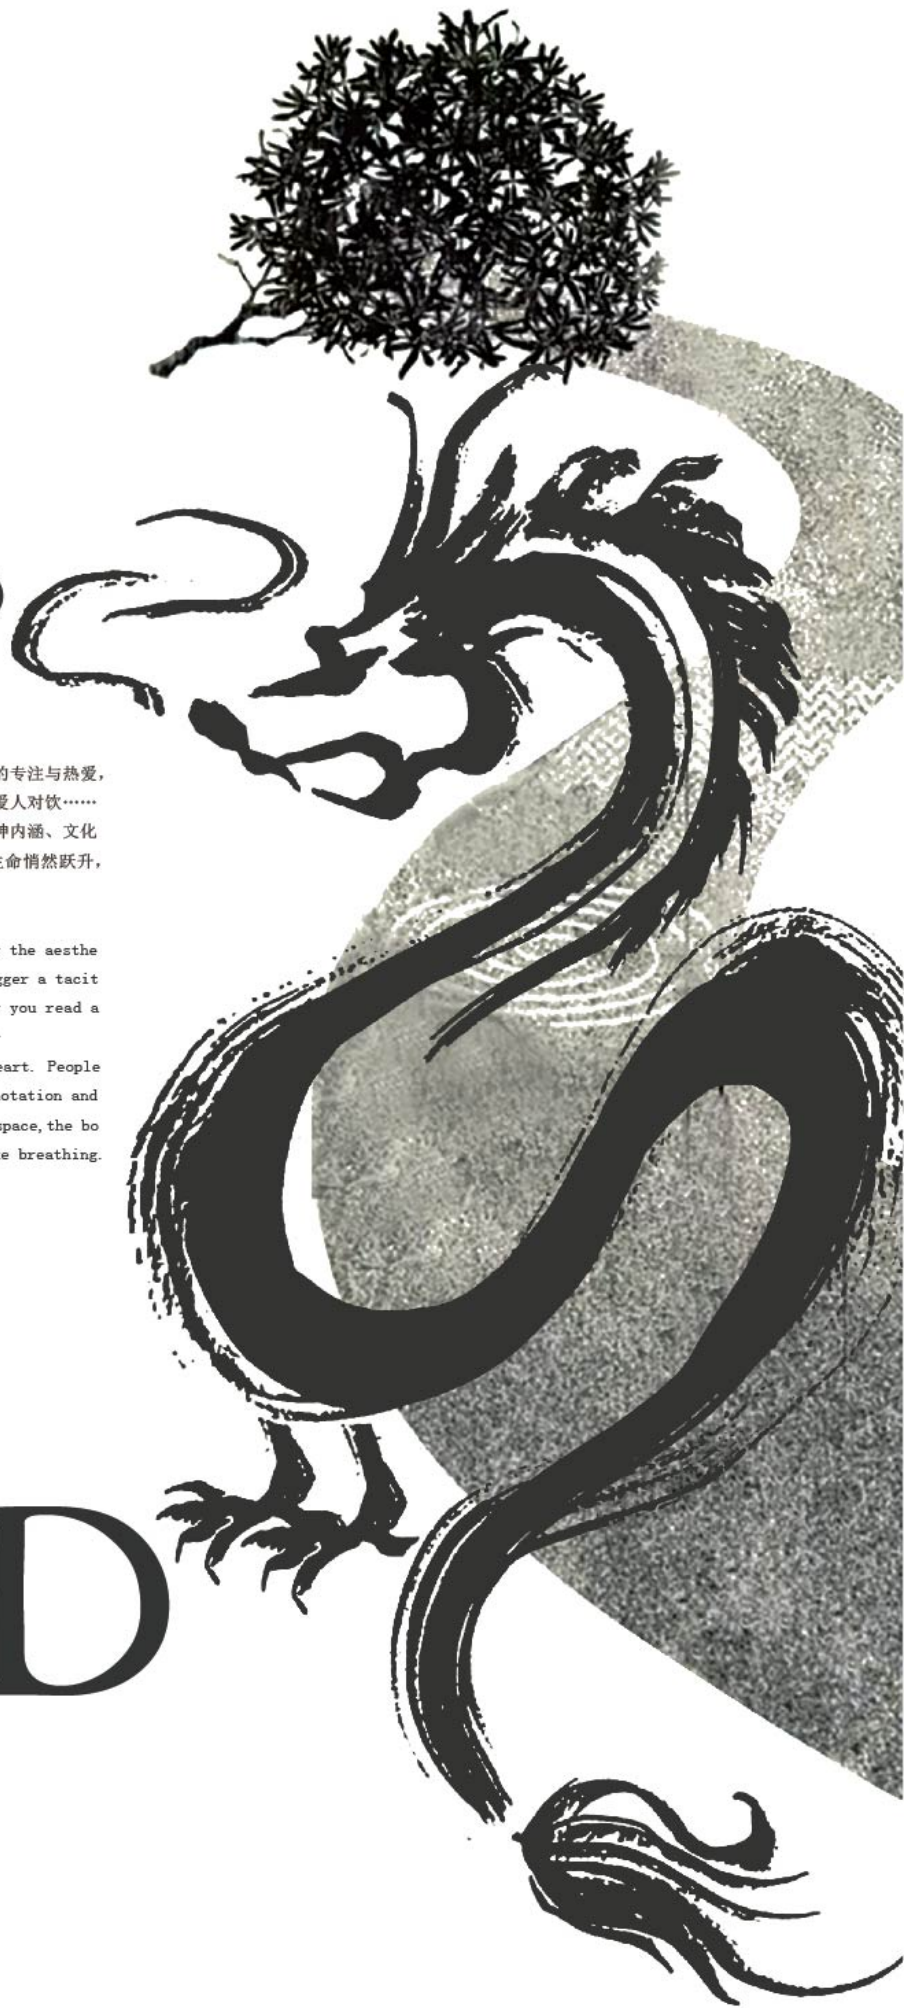 的专注与热爱,
爱人对饮……
神内涵、文化
生命悄然跃升,
the aesthe
gger a tacit
you read a
eart. People
notation and
space, the bo
e breathing.
D